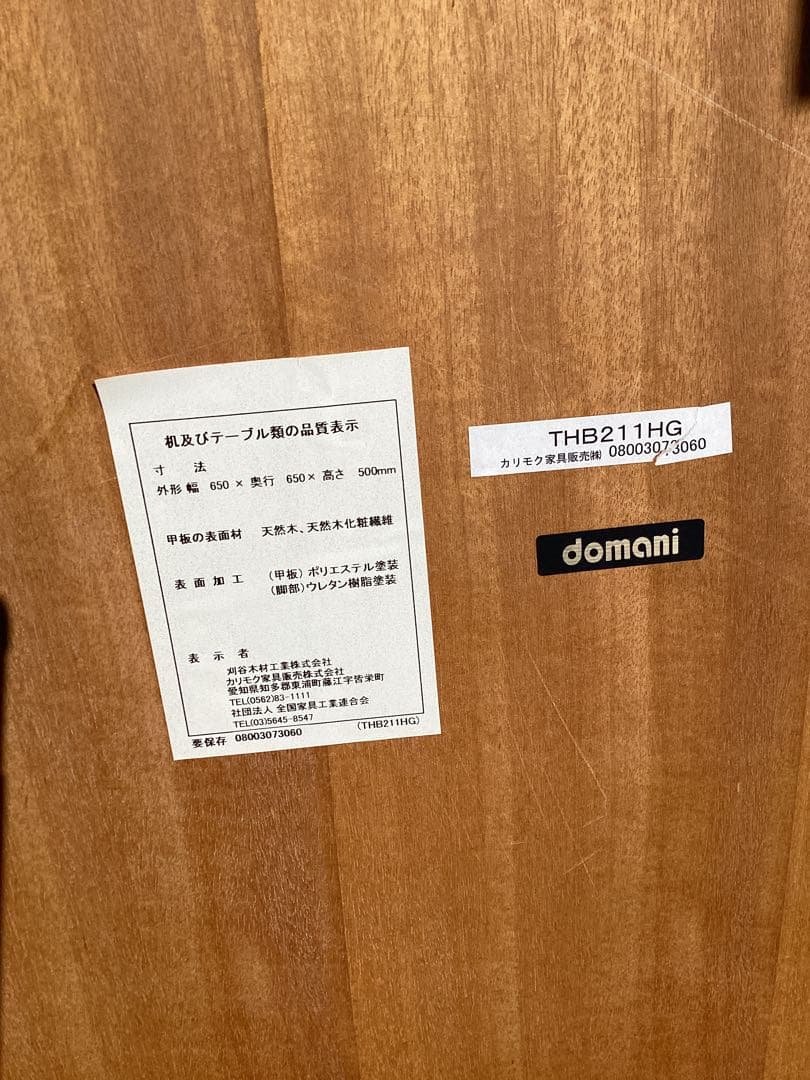 机及びテーブル類の品質表示
寸 法
外形 幅 650 × 奥行 650 × 高さ 500mm
甲板の表面材 天然木、天然木化粧繊維
表面加工 (甲板) ポリエステル塗装
(脚部) ウレタン樹脂塗装
表示者
刈谷木材工業株式会社
カリモク家具販売株式会社
愛知県知多郡東浦町藤江字皆栄町
TEL(0562)83-1111
社団法人 全国家具工業連合会
TEL(03)5645-8547
要保存 08003073060 (THB211HG)
THB211HG
カリモク家具販売㈱ 08003073060
domani